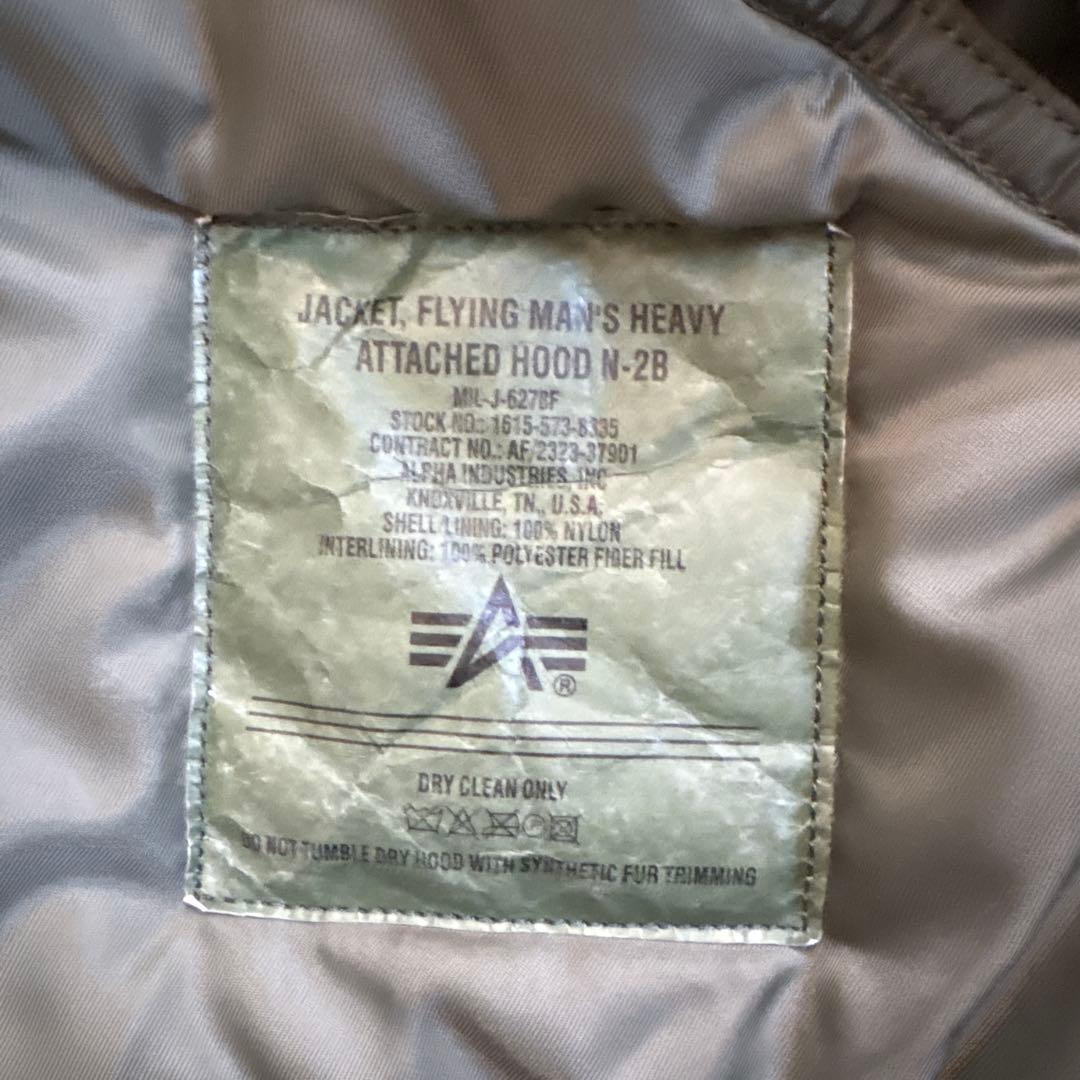 JACKET, FLYING MAN'S HEAVY
ATTACHED HOOD N-2B
MIL-J-6278F
STOCK NO.: 1615-573-8335
CONTRACT NO.: AF/2323-37901
ALPHA INDUSTRIES, INC
KNOXVILLE, TN., U.S.A.
SHELL/LINING: 100% NYLON
INTERLINING: 100% POLYESTER FIBER FILL
®
DRY CLEAN ONLY
DO NOT TUMBLE DRY HOOD WITH SYNTHETIC FUR TRIMMING